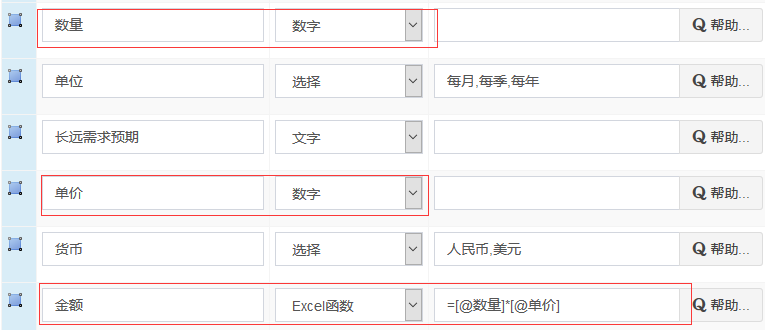 数量 数字 Q 帮助...
单位 选择 每月,每季,每年 Q 帮助...
长远需求预期 文字 Q 帮助...
单价 数字 Q 帮助...
货币 选择 人民币,美元 Q 帮助...
金额 Excel函数 =[@数量]*[@单价] Q 帮助...